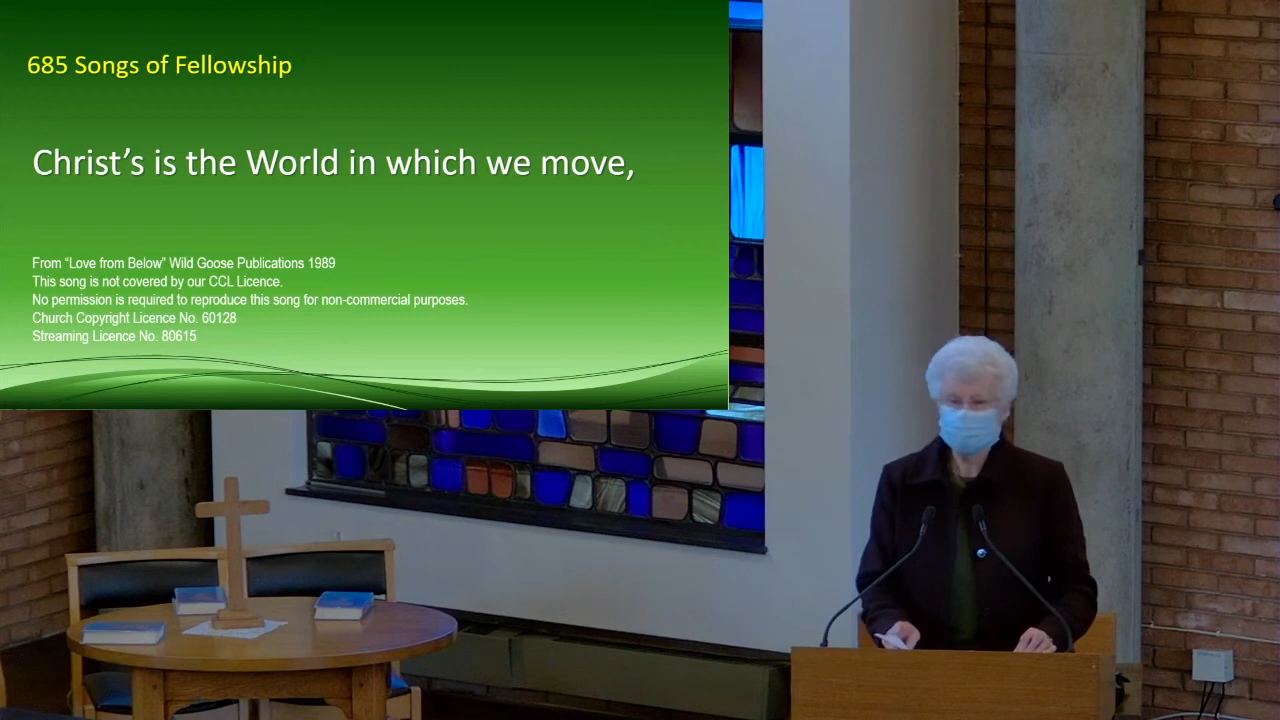 685 Songs of Fellowship
Christ’s is the World in which we move,
From “Love from Below” Wild Goose Publications 1989
This song is not covered by our CCL Licence.
No permission is required to reproduce this song for non-commercial purposes.
Church Copyright Licence No. 60128
Streaming Licence No. 80615